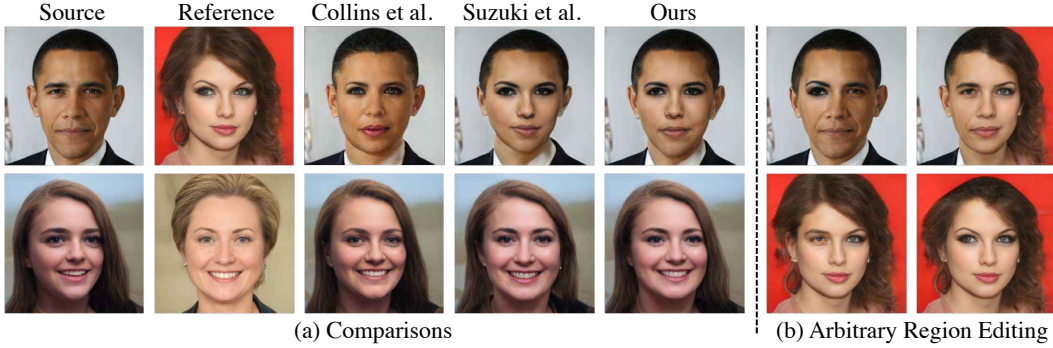 Source Reference Collins et al. Suzuki et al. Ours
(a) Comparisons (b) Arbitrary Region Editing